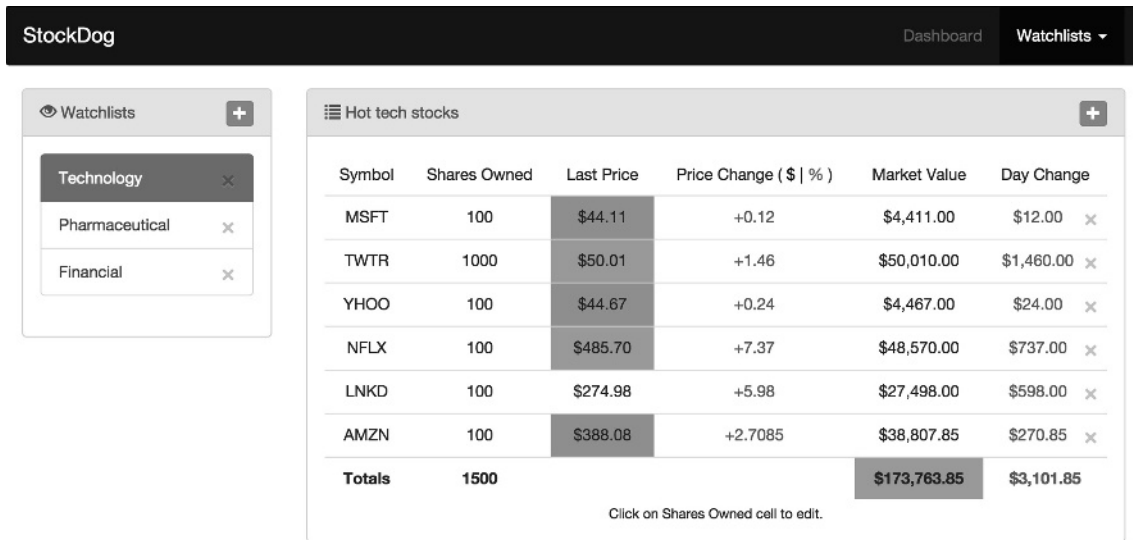 StockDog Dashboard Watchlists
Watchlists
Technology
Pharmaceutical
Financial
Hot tech stocks
Symbol Shares Owned Last Price Price Change ( $ | % ) Market Value Day Change
MSFT 100 $44.11 +0.12 $4,411.00 $12.00
TWTR 1000 $50.01 +1.46 $50,010.00 $1,460.00
YHOO 100 $44.67 +0.24 $4,467.00 $24.00
NFLX 100 $485.70 +7.37 $48,570.00 $737.00
LNKD 100 $274.98 +5.98 $27,498.00 $598.00
AMZN 100 $388.08 +2.7085 $38,807.85 $270.85
Totals 1500 $173,763.85 $3,101.85
Click on Shares Owned cell to edit.